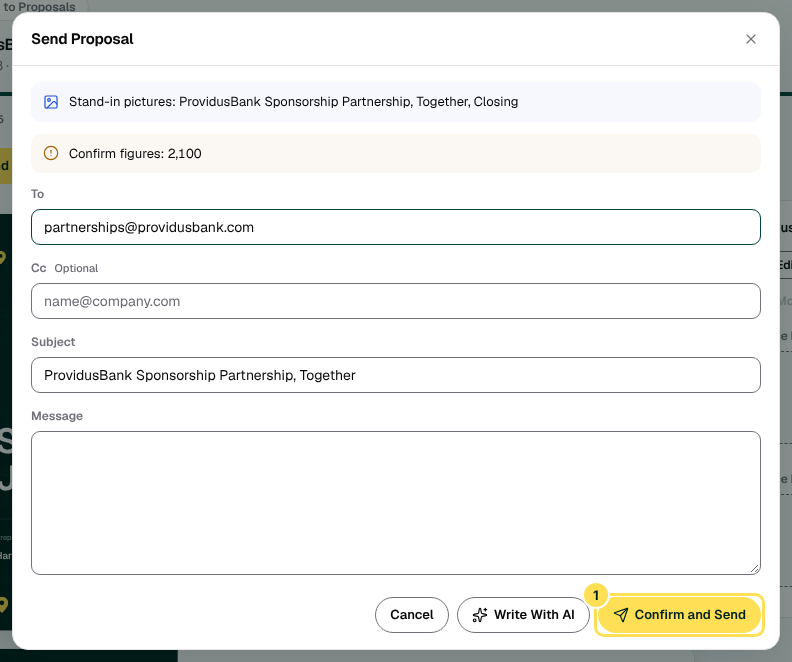 to Proposals
Send Proposal
Stand-in pictures: ProvidusBank Sponsorship Partnership, Together, Closing
Confirm figures: 2,100
To
partnerships@providusbank.com
Cc Optional
name@company.com
Subject
ProvidusBank Sponsorship Partnership, Together
Message
1
Cancel
Write With AI
Confirm and Send